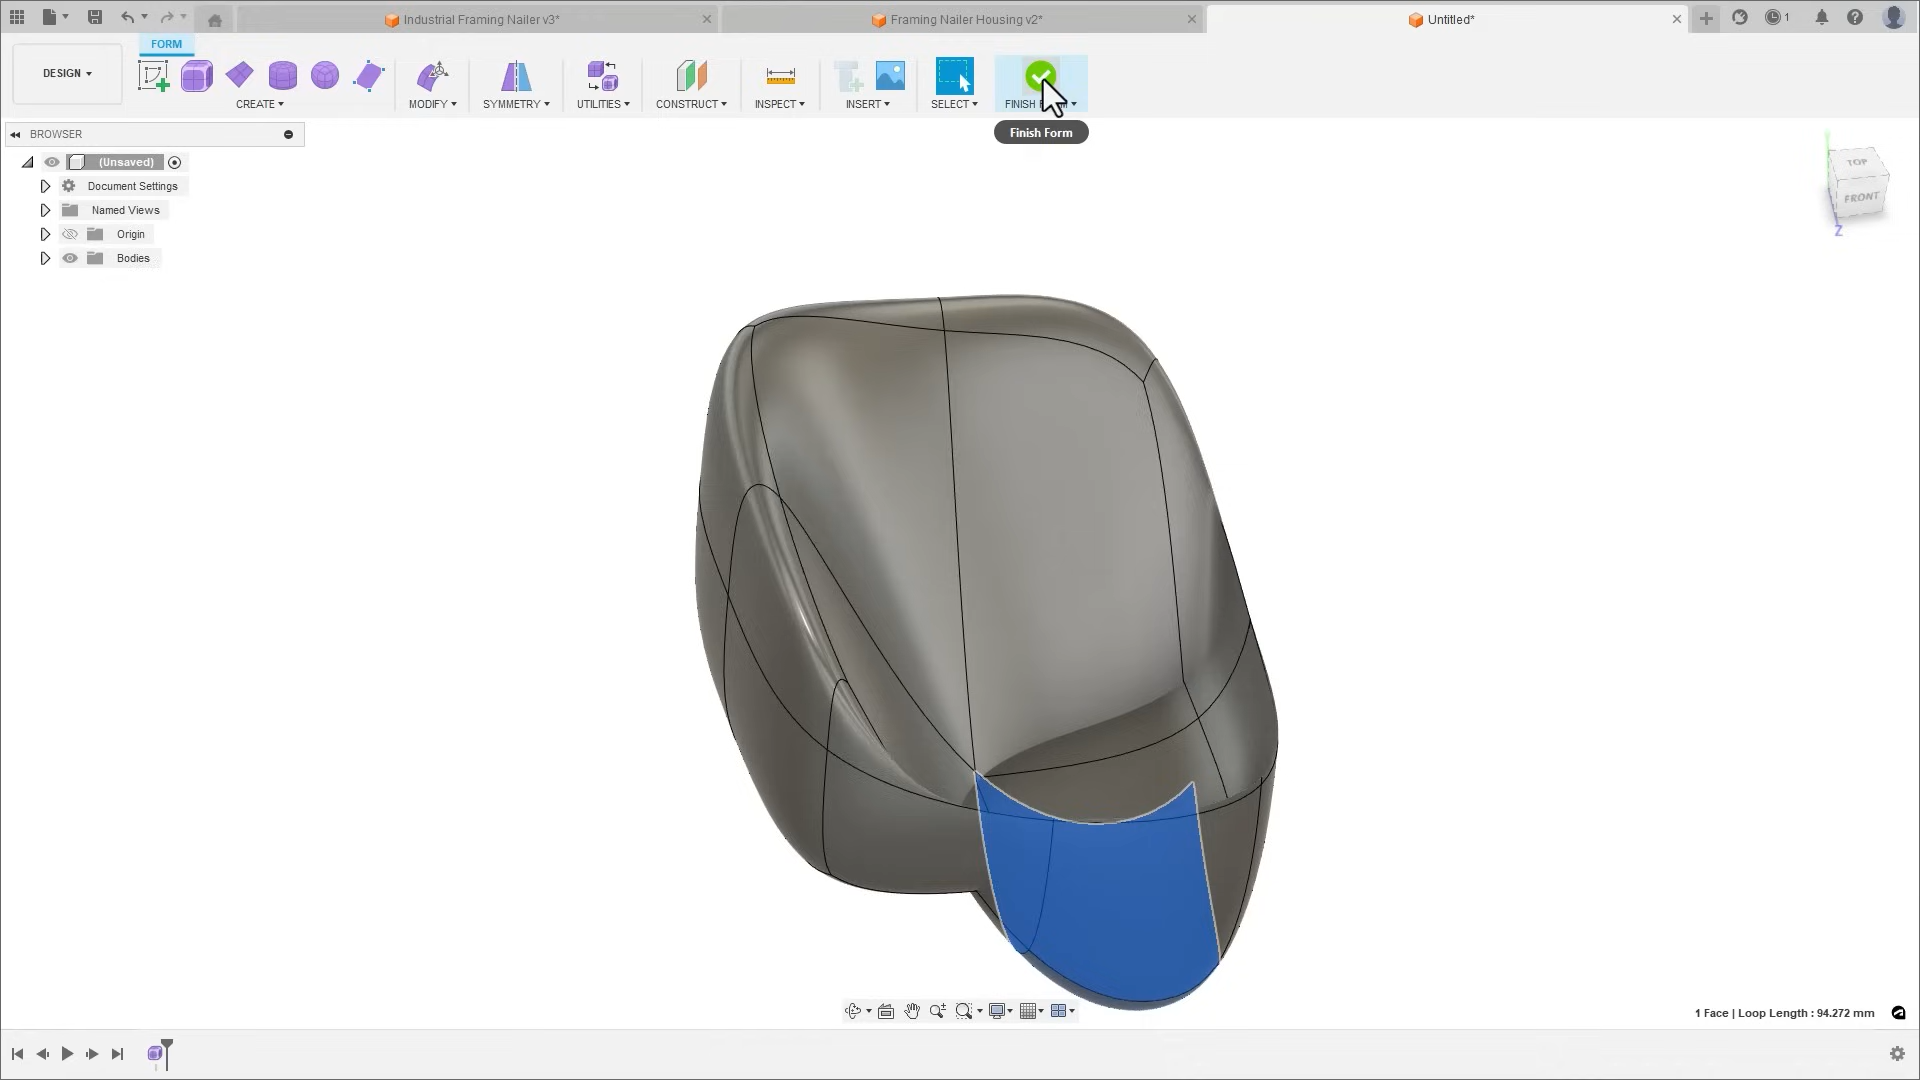 Industrial Framing Nailer v3*
Framing Nailer Housing v2*
Untitled*
1
FORM
DESIGN
CREATE
MODIFY
SYMMETRY
UTILITIES
CONSTRUCT
INSPECT
INSERT
SELECT
FINISH
Finish Form
BROWSER
(Unsaved)
Document Settings
Named Views
Origin
Bodies
TOP
FRONT
Z
1 Face | Loop Length : 94.272 mm